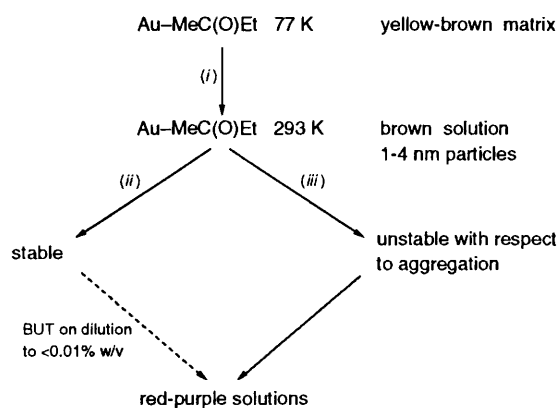 Au–MeC(O)Et 77 K yellow-brown matrix
(i)
Au–MeC(O)Et 293 K brown solution
1-4 nm particles
(ii) (iii)
stable
unstable with respect
to aggregation
BUT on dilution
to <0.01% w/v
red-purple solutions